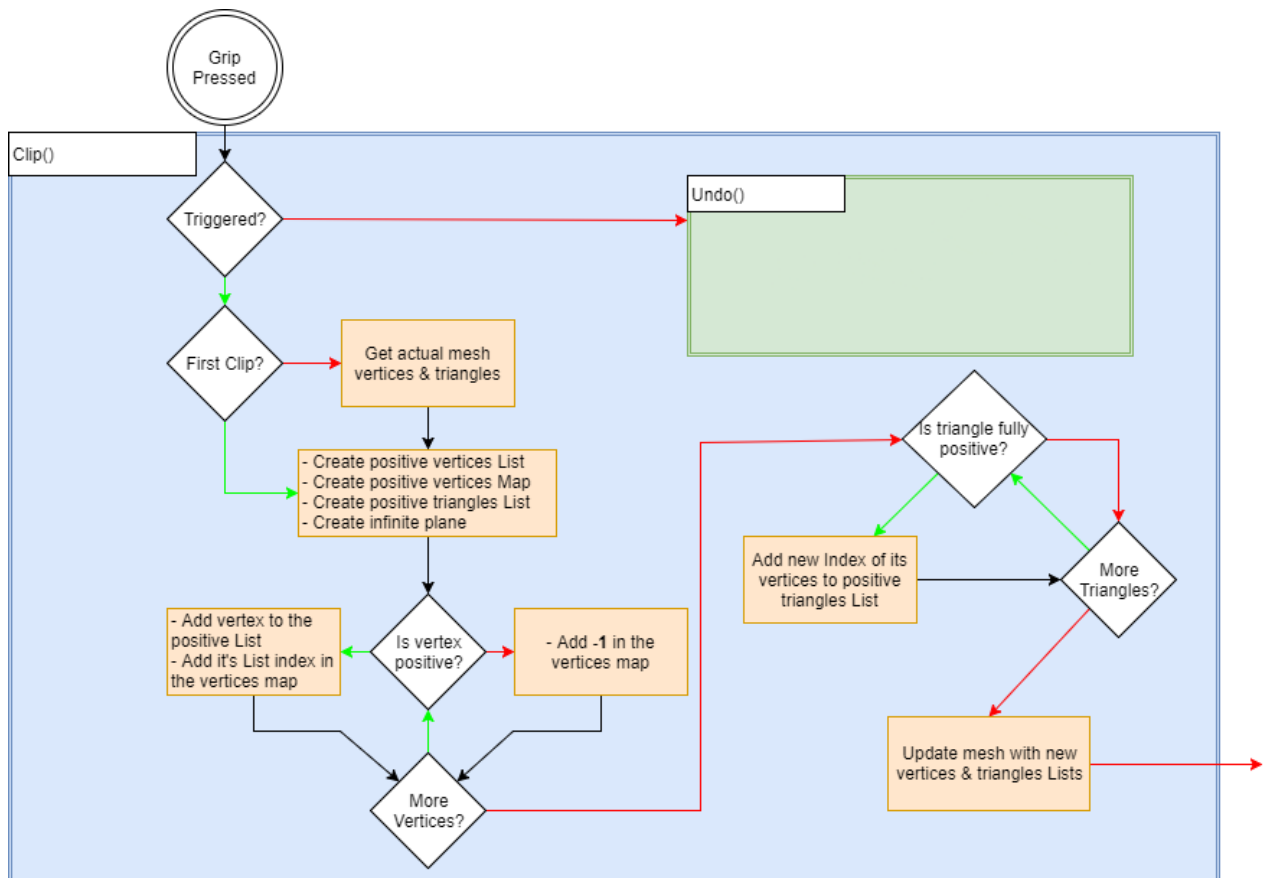 Grip
Pressed
Clip()
Triggered?
Undo()
First Clip?
Get actual mesh
vertices & triangles
- Create positive vertices List
- Create positive vertices Map
- Create positive triangles List
- Create infinite plane
Is triangle fully
positive?
Add new Index of its
vertices to positive
triangles List
More
Triangles?
- Add vertex to the
positive List
- Add it's List index in
the vertices map
Is vertex
positive?
- Add -1 in the
vertices map
More
Vertices?
Update mesh with new
vertices & triangles Lists